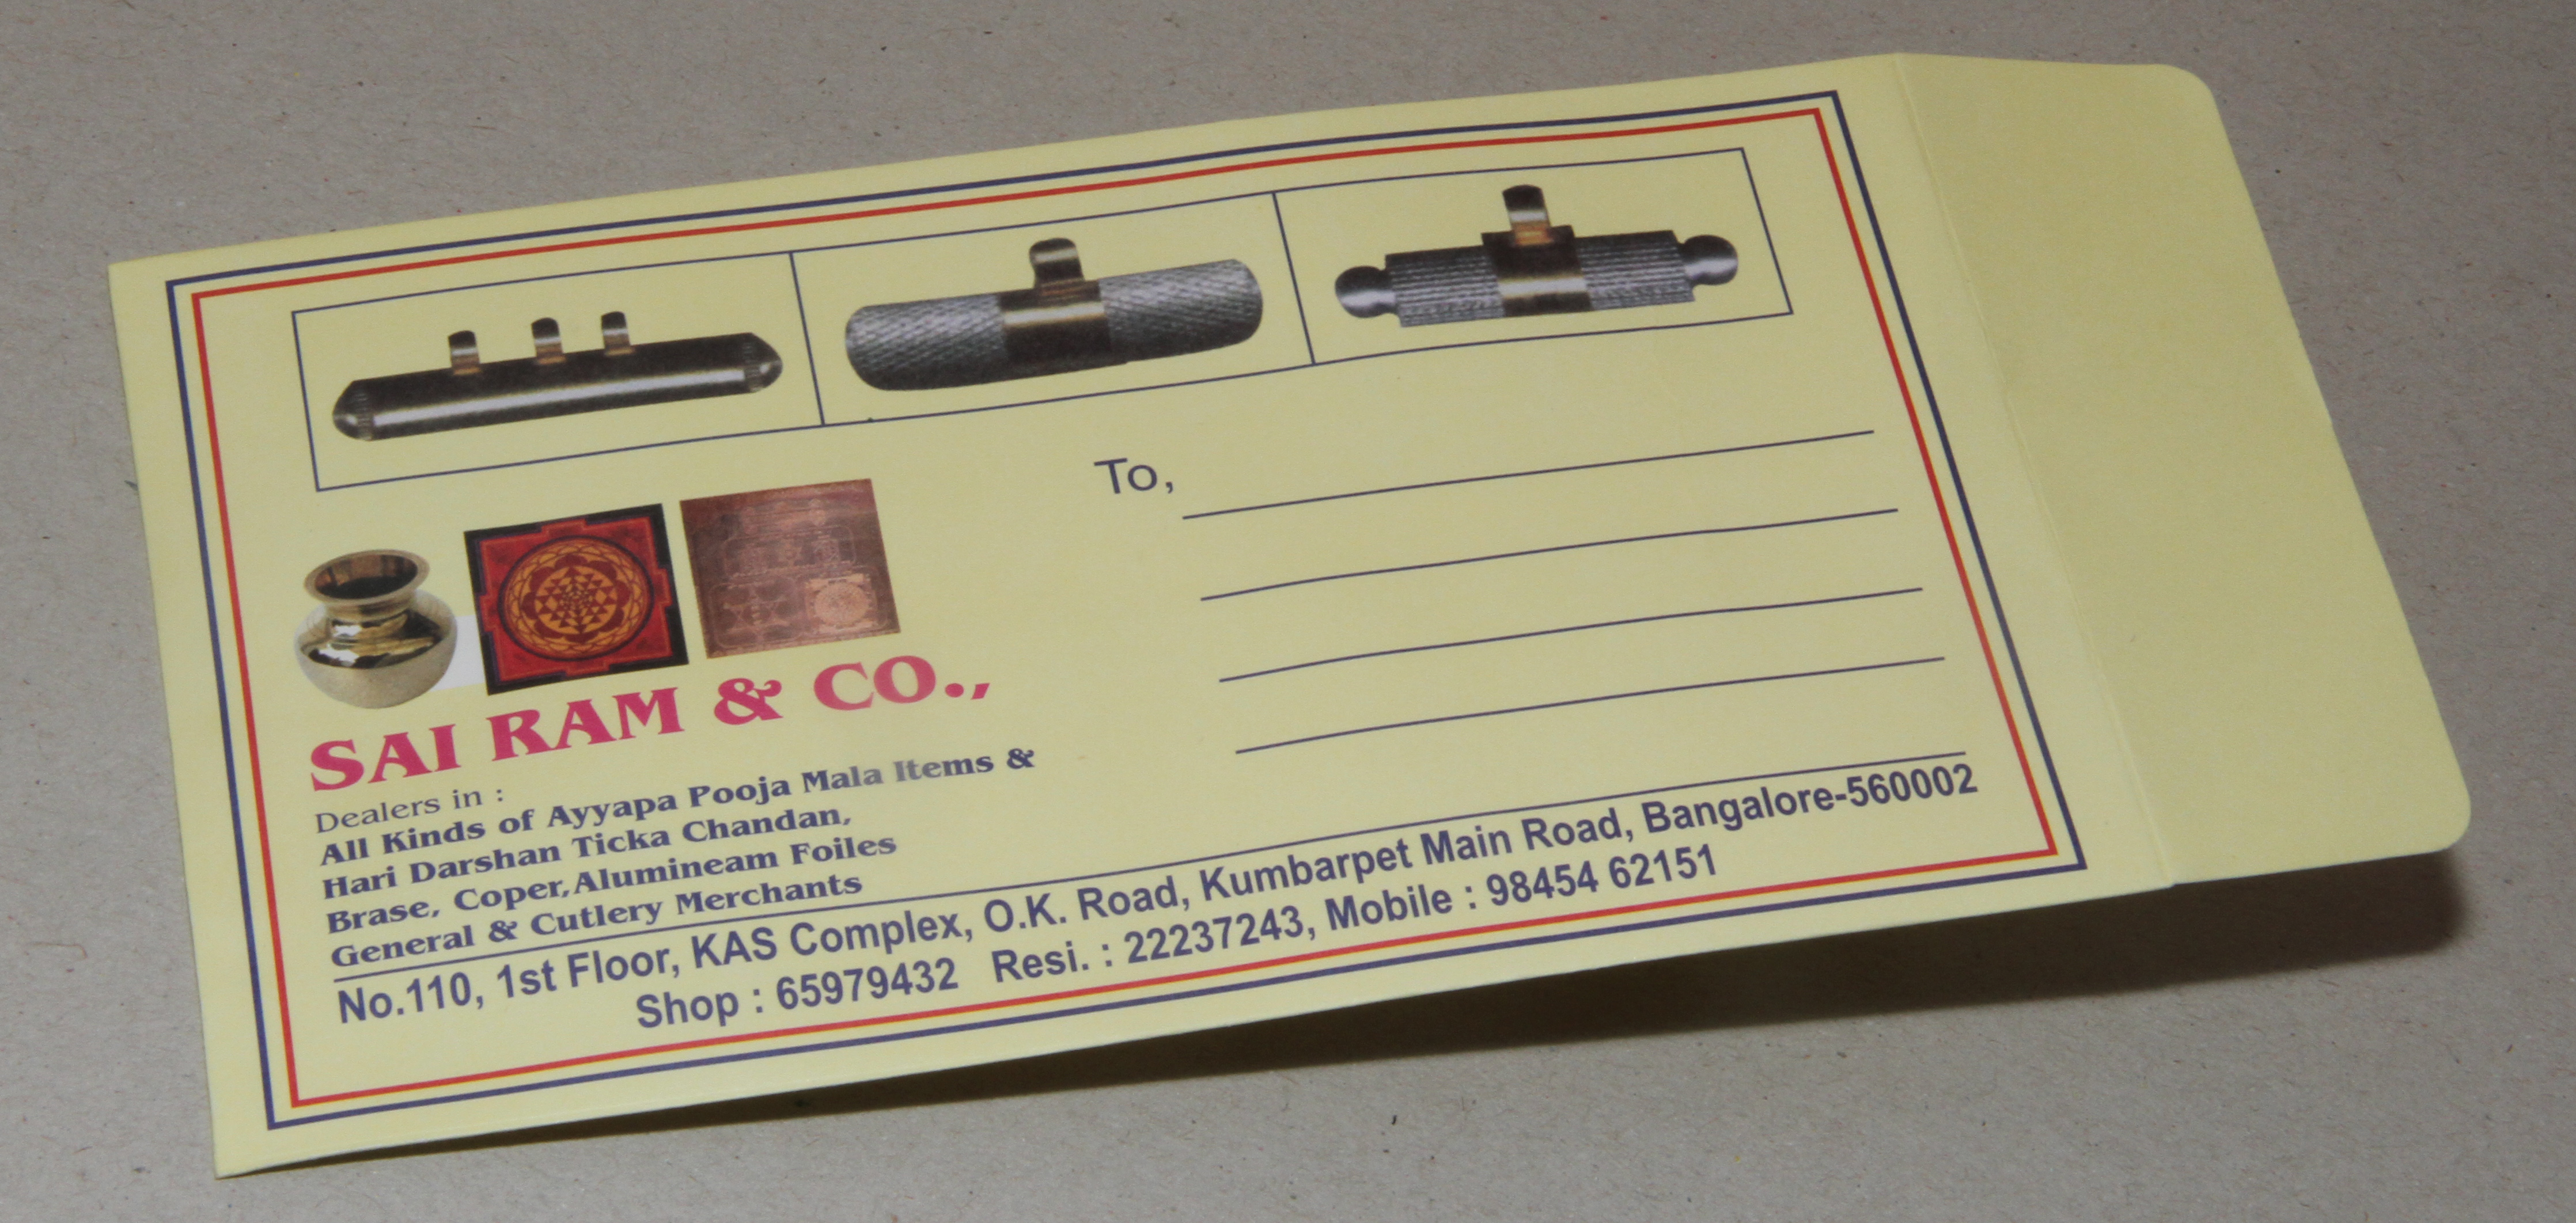 To,
SAI RAM & CO.,
Dealers in :
All Kinds of Ayyapa Pooja Mala Items &
Hari Darshan Ticka Chandan,
Brase, Coper,Alumineam Foiles
General & Cutlery Merchants
No.110, 1st Floor, KAS Complex, O.K. Road, Kumbarpet Main Road, Bangalore-560002
Shop : 65979432 Resi. : 22237243, Mobile : 98454 62151